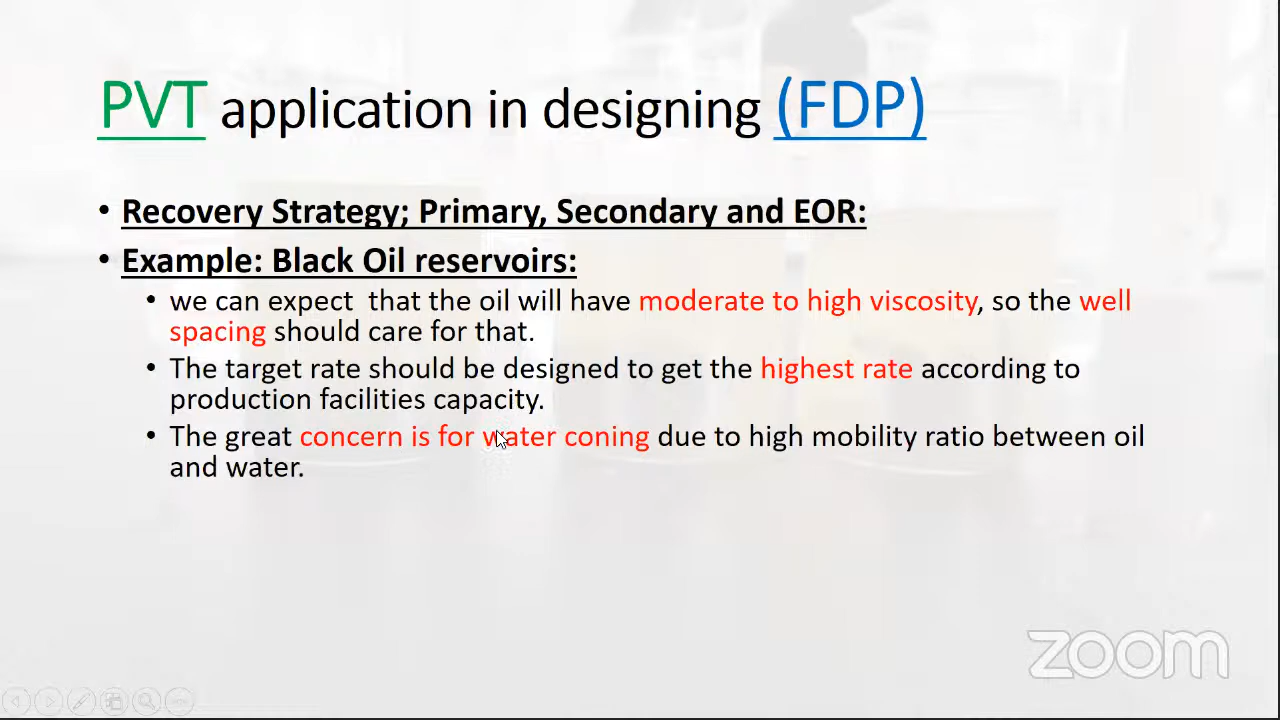 PVT application in designing (FDP)
• Recovery Strategy; Primary, Secondary and EOR:
• Example: Black Oil reservoirs:
• we can expect that the oil will have moderate to high viscosity, so the well
spacing should care for that.
• The target rate should be designed to get the highest rate according to
production facilities capacity.
• The great concern is for water coning due to high mobility ratio between oil
and water.
zoom